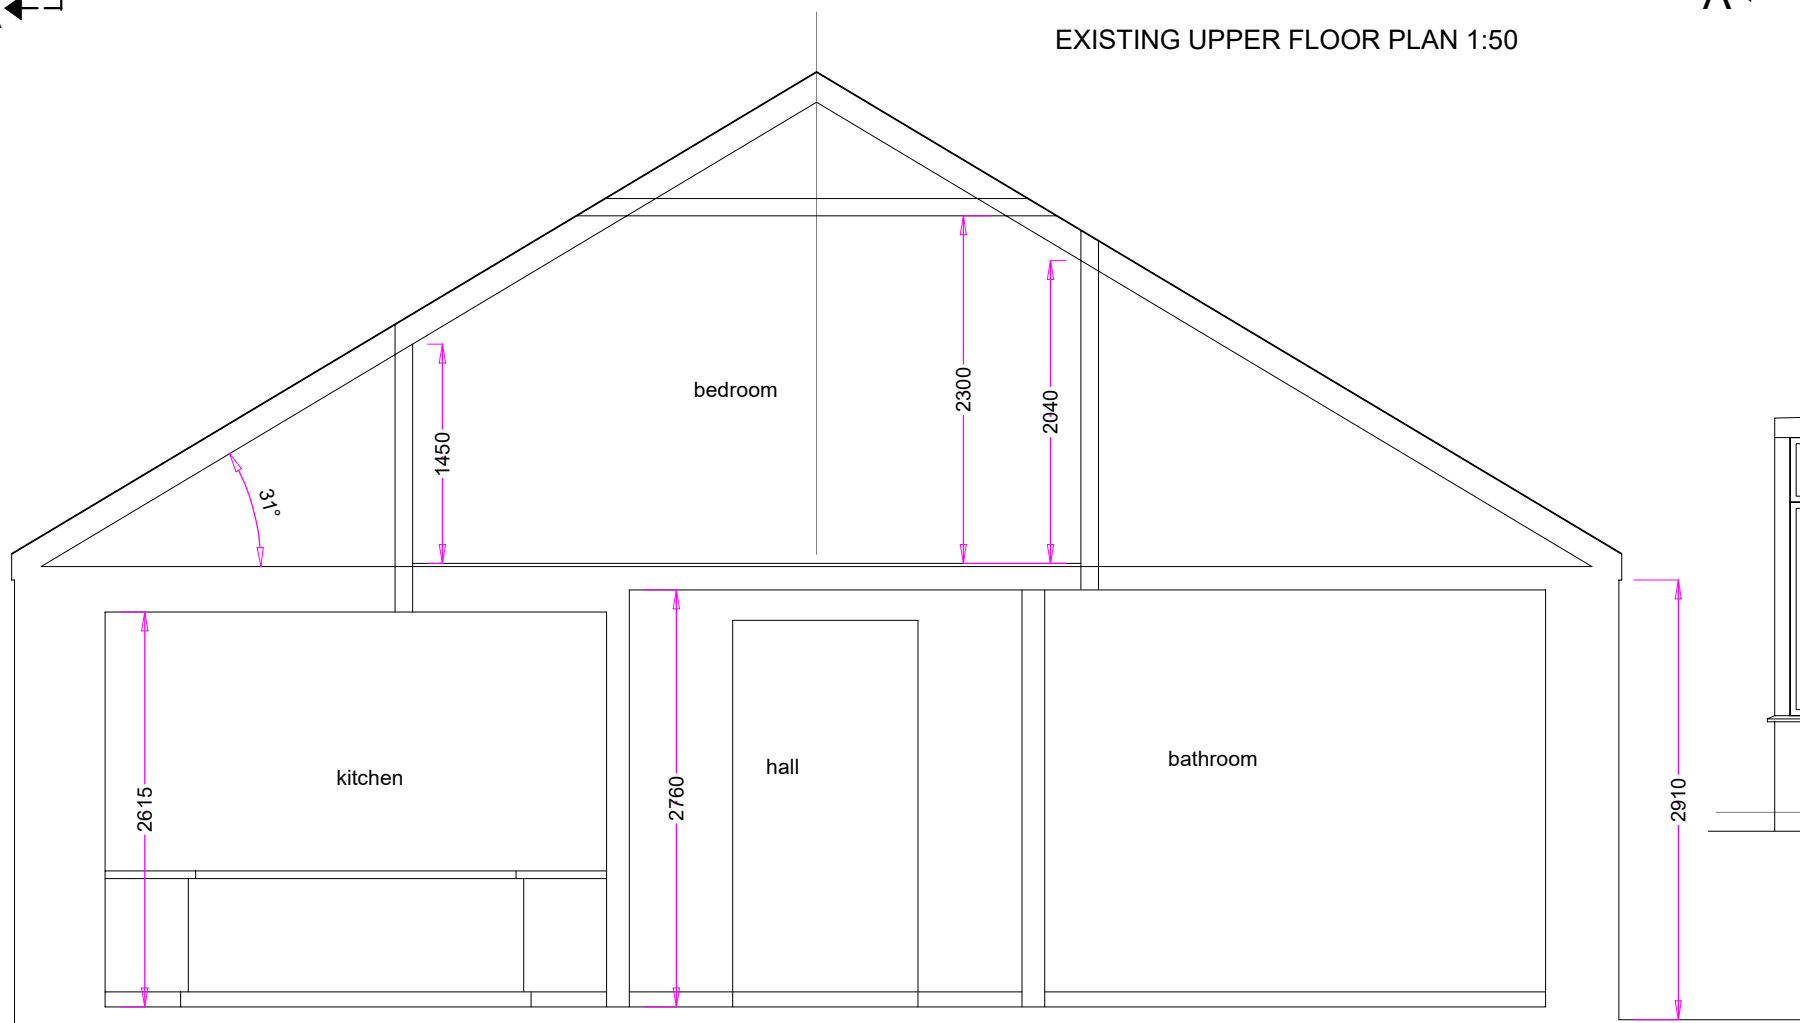 EXISTING UPPER FLOOR PLAN 1:50
bedroom
2300
2040
1450
31°
kitchen
hall
bathroom
2615
2760
2910